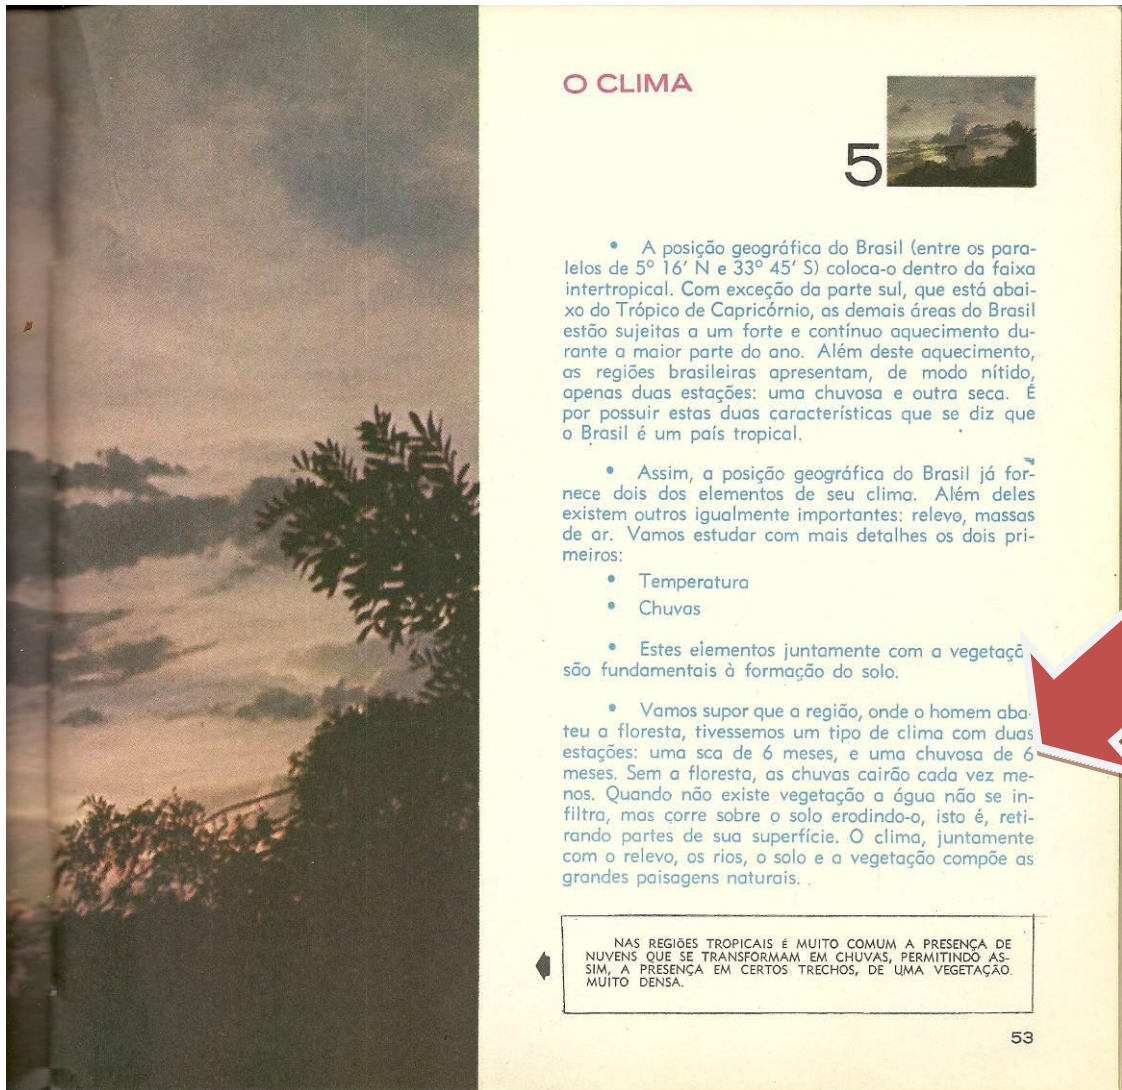 O CLIMA
5
• A posição geográfica do Brasil (entre os para-
lelos de 5º 16' N e 33º 45' S) coloca-o dentro da faixa
intertropical. Com exceção da parte sul, que está abai-
xo do Trópico de Capricórnio, as demais áreas do Brasil
estão sujeitas a um forte e contínuo aquecimento du-
rante a maior parte do ano. Além deste aquecimento,
as regiões brasileiras apresentam, de modo nítido,
apenas duas estações: uma chuvosa e outra seca. É
por possuir estas duas características que se diz que
o Brasil é um país tropical.
• Assim, a posição geográfica do Brasil já for-
nece dois dos elementos de seu clima. Além deles
existem outros igualmente importantes: relevo, massas
de ar. Vamos estudar com mais detalhes os dois pri-
meiros:
• Temperatura
• Chuvas
• Estes elementos juntamente com a vegetaçã
são fundamentais à formação do solo.
• Vamos supor que a região, onde o homem aba-
teu a floresta, tivessemos um tipo de clima com duas
estações: uma sca de 6 meses, e uma chuvosa de 6
meses. Sem a floresta, as chuvas cairão cada vez me-
nos. Quando não existe vegetação a água não se in-
filtra, mas corre sobre o solo erodindo-o, isto é, reti-
rando partes de sua superfície. O clima, juntamente
com o relevo, os rios, o solo e a vegetação compõe as
grandes paisagens naturais.
NAS REGIÕES TROPICAIS É MUITO COMUM A PRESENÇA DE
NUVENS QUE SE TRANSFORMAM EM CHUVAS, PERMITINDO AS-
SIM, A PRESENÇA EM CERTOS TRECHOS, DE UMA VEGETAÇÃO
MUITO DENSA.
53